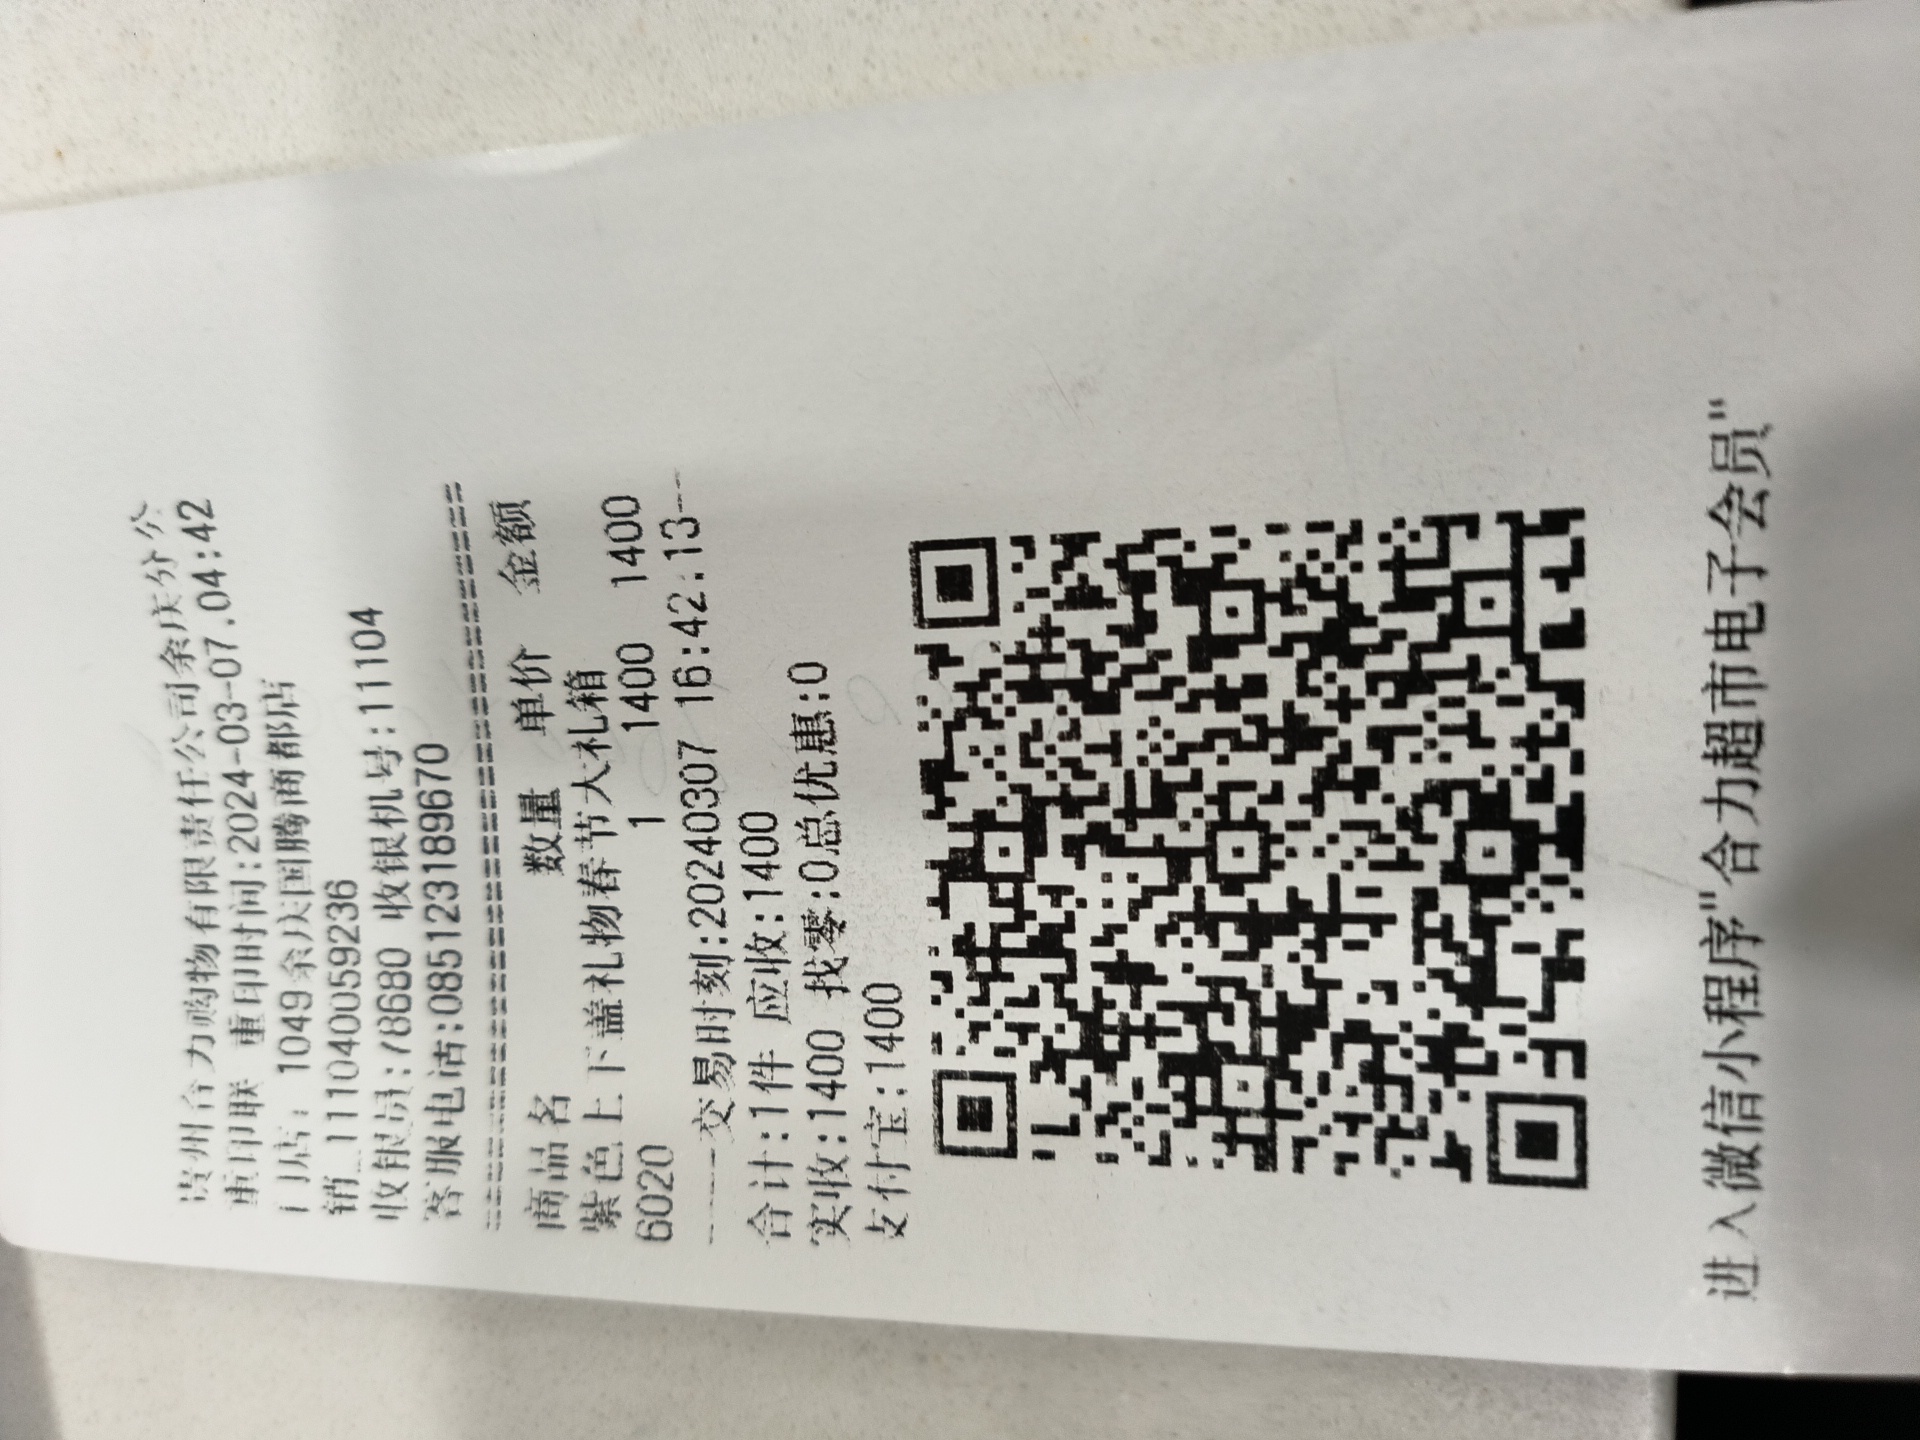 贵州合力购物有限责任公司余庆分公
重印联 重印时间:2024-03-07.04:42
门店: 1049余庆国腾商都店
销_1110400592236
收银员:78680 收银机号:11104
客服电话:085123189670
商品名 数量 单价 金额
紫色上下盖礼物春节大礼箱
6020 1 1400 1400
-----交易时刻:20240307 16:42:13--
合计:1件 应收:1400
实收:1400 找零:0总优惠:0
支付宝:1400
进入微信小程序"合力超市电子会员"